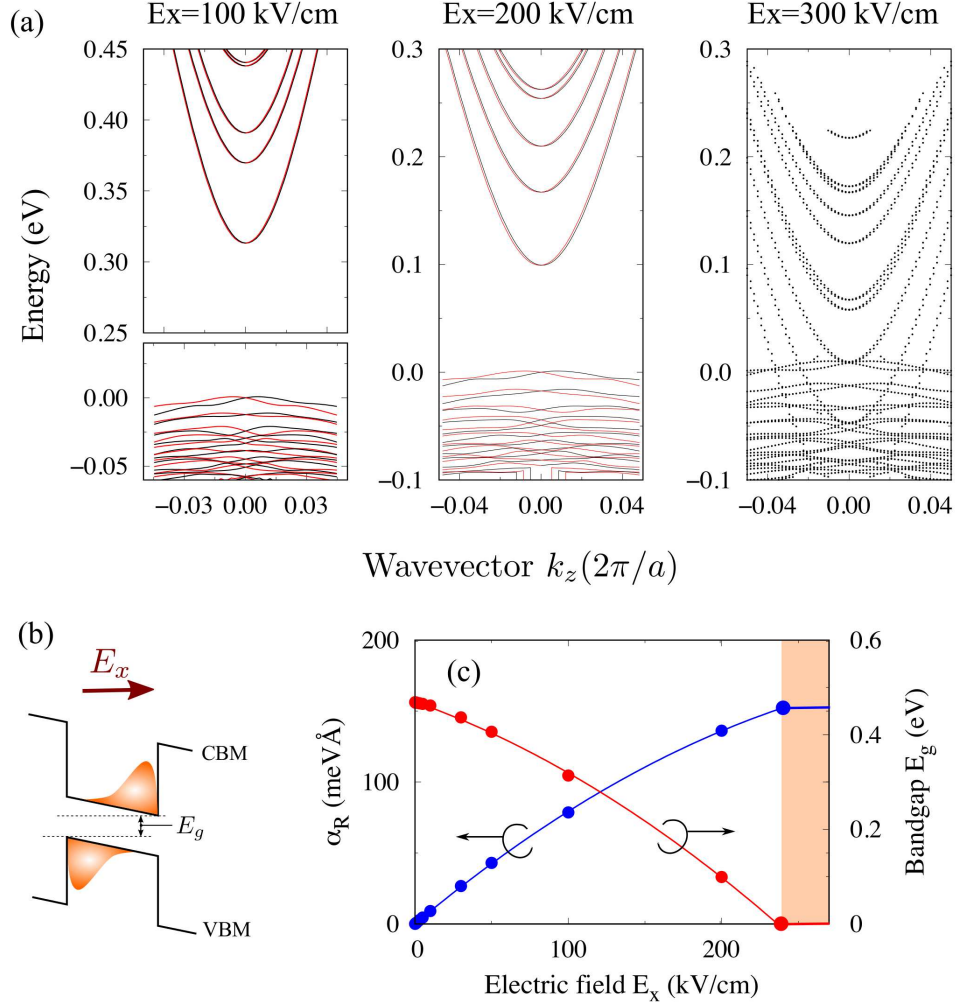 Ex=100 kV/cm Ex=200 kV/cm Ex=300 kV/cm
(a)
Energy (eV)
0.45
0.40
0.35
0.30
0.25
0.00
−0.05
−0.03 0.00 0.03
0.3
0.2
0.1
0.0
−0.1
−0.04 0.00 0.04
0.3
0.2
0.1
0.0
−0.1
−0.04 0.00 0.04
Wavevector k_z(2π/a)
(b)
E_x
CBM
E_g
VBM
(c)
α_R (meVÅ)
200
100
0
0 100 200
Electric field E_x (kV/cm)
0.6
0.4
0.2
0
Bandgap E_g (eV)